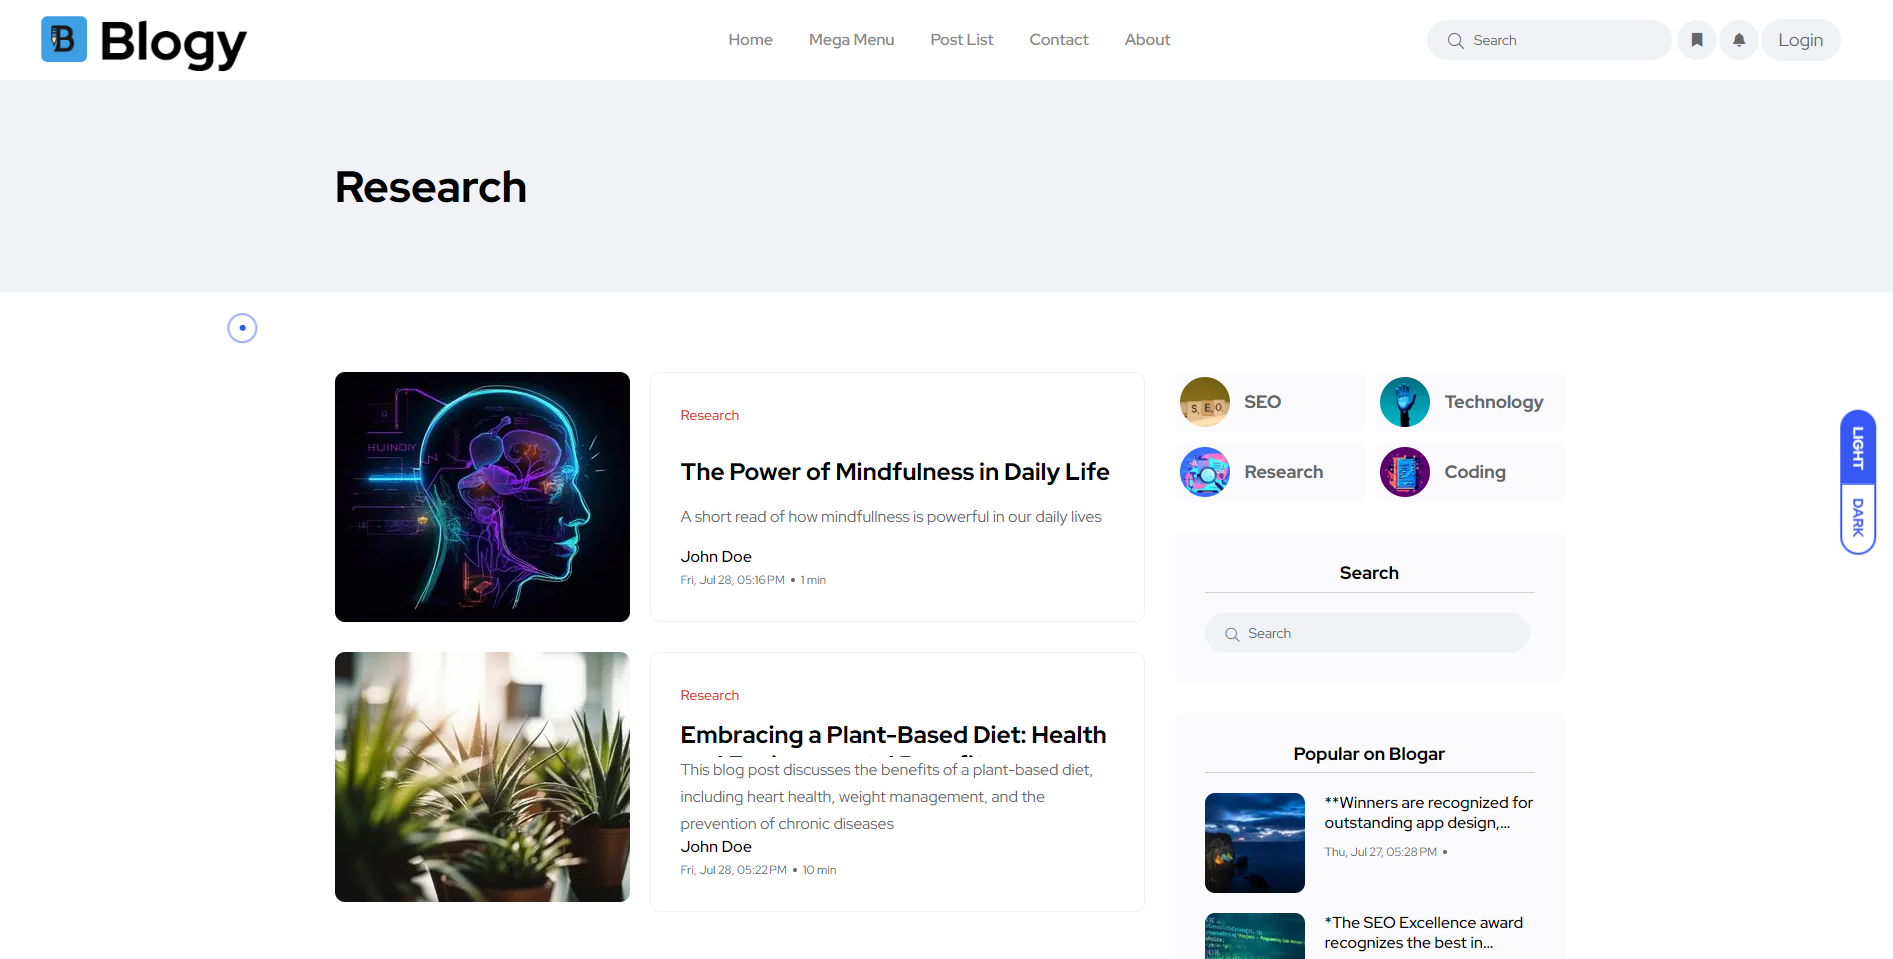 B Blogy
Home Mega Menu Post List Contact About
Search
Login
Research
HUINDIY
Research
The Power of Mindfulness in Daily Life
A short read of how mindfullness is powerful in our daily lives
John Doe
Fri, Jul 28, 05:16 PM • 1 min
Research
Embracing a Plant-Based Diet: Health
This blog post discusses the benefits of a plant-based diet,
including heart health, weight management, and the
prevention of chronic diseases
John Doe
Fri, Jul 28, 05:22 PM • 10 min
S, E, O,
SEO
Technology
Research
Coding
Search
Search
Popular on Blogar
**Winners are recognized for
outstanding app design,...
Thu, Jul 27, 05:28 PM •
*The SEO Excellence award
recognizes the best in...
LIGHT
DARK